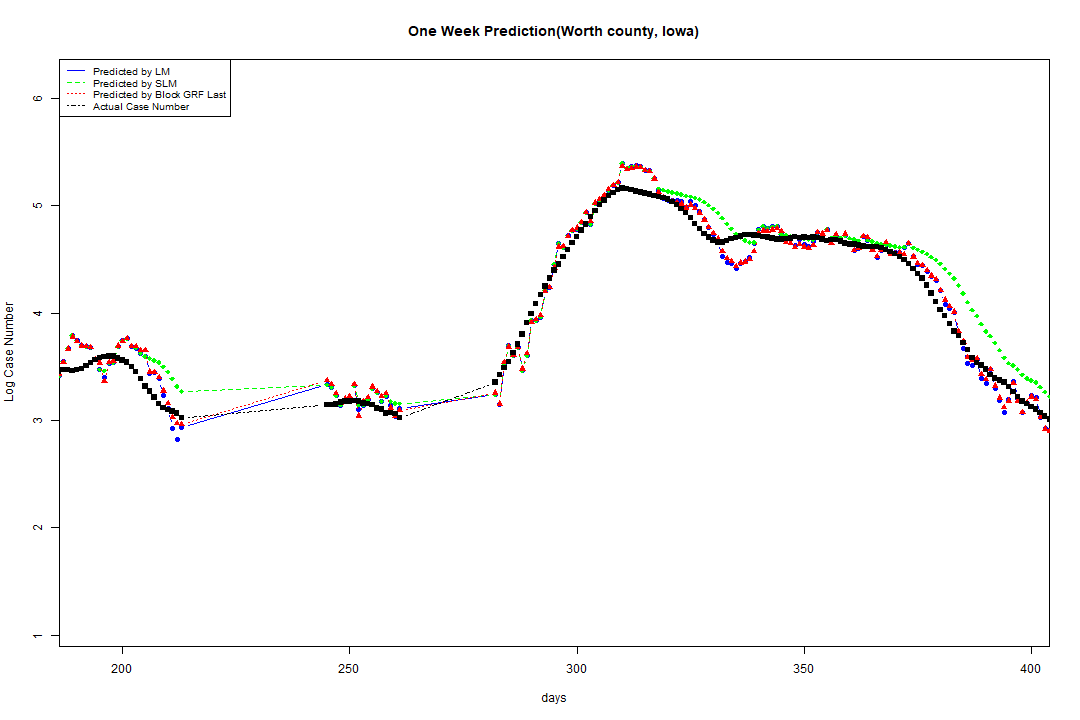 One Week Prediction(Worth county, Iowa)
Predicted by LM
Predicted by SLM
Predicted by Block GRF Last
Actual Case Number
Log Case Number
6
5
4
3
2
1
200
250
300
350
400
days